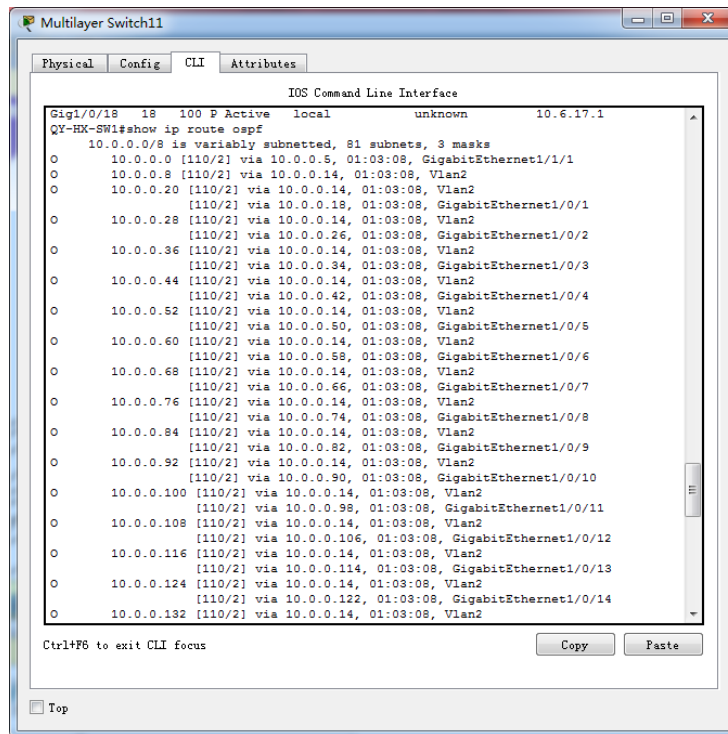 Multilayer Switch11
Physical Config CLI Attributes
IOS Command Line Interface
Gig1/0/18 18 100 P Active local unknown 10.6.17.1
QY-HX-SW1#show ip route ospf
10.0.0.0/8 is variably subnetted, 81 subnets, 3 masks
O 10.0.0.0 [110/2] via 10.0.0.5, 01:03:08, GigabitEthernet1/1/1
O 10.0.0.8 [110/2] via 10.0.0.14, 01:03:08, Vlan2
O 10.0.0.20 [110/2] via 10.0.0.14, 01:03:08, Vlan2
[110/2] via 10.0.0.18, 01:03:08, GigabitEthernet1/0/1
O 10.0.0.28 [110/2] via 10.0.0.14, 01:03:08, Vlan2
[110/2] via 10.0.0.26, 01:03:08, GigabitEthernet1/0/2
O 10.0.0.36 [110/2] via 10.0.0.14, 01:03:08, Vlan2
[110/2] via 10.0.0.34, 01:03:08, GigabitEthernet1/0/3
O 10.0.0.44 [110/2] via 10.0.0.14, 01:03:08, Vlan2
[110/2] via 10.0.0.42, 01:03:08, GigabitEthernet1/0/4
O 10.0.0.52 [110/2] via 10.0.0.14, 01:03:08, Vlan2
[110/2] via 10.0.0.50, 01:03:08, GigabitEthernet1/0/5
O 10.0.0.60 [110/2] via 10.0.0.14, 01:03:08, Vlan2
[110/2] via 10.0.0.58, 01:03:08, GigabitEthernet1/0/6
O 10.0.0.68 [110/2] via 10.0.0.14, 01:03:08, Vlan2
[110/2] via 10.0.0.66, 01:03:08, GigabitEthernet1/0/7
O 10.0.0.76 [110/2] via 10.0.0.14, 01:03:08, Vlan2
[110/2] via 10.0.0.74, 01:03:08, GigabitEthernet1/0/8
O 10.0.0.84 [110/2] via 10.0.0.14, 01:03:08, Vlan2
[110/2] via 10.0.0.82, 01:03:08, GigabitEthernet1/0/9
O 10.0.0.92 [110/2] via 10.0.0.14, 01:03:08, Vlan2
[110/2] via 10.0.0.90, 01:03:08, GigabitEthernet1/0/10
O 10.0.0.100 [110/2] via 10.0.0.14, 01:03:08, Vlan2
[110/2] via 10.0.0.98, 01:03:08, GigabitEthernet1/0/11
O 10.0.0.108 [110/2] via 10.0.0.14, 01:03:08, Vlan2
[110/2] via 10.0.0.106, 01:03:08, GigabitEthernet1/0/12
O 10.0.0.116 [110/2] via 10.0.0.14, 01:03:08, Vlan2
[110/2] via 10.0.0.114, 01:03:08, GigabitEthernet1/0/13
O 10.0.0.124 [110/2] via 10.0.0.14, 01:03:08, Vlan2
[110/2] via 10.0.0.122, 01:03:08, GigabitEthernet1/0/14
O 10.0.0.132 [110/2] via 10.0.0.14, 01:03:08, Vlan2
Ctrl+F6 to exit CLI focus
Copy Paste
Top